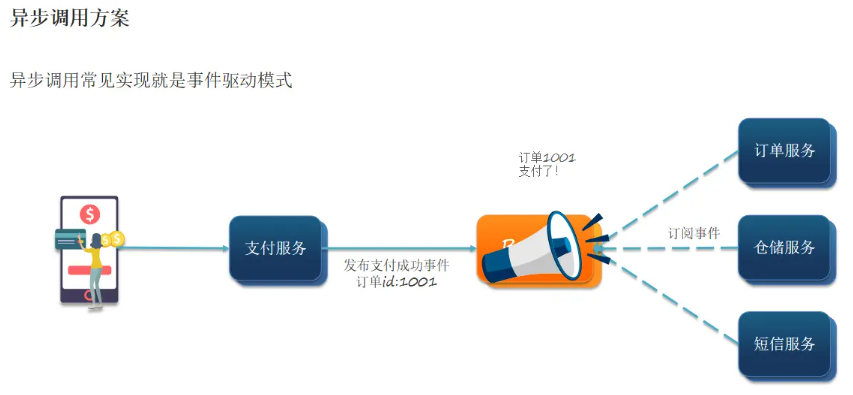 异步调用方案
异步调用常见实现就是事件驱动模式
订单1001
支付了!
订单服务
支付服务
发布支付成功事件
订单id:1001
订阅事件
仓储服务
短信服务
$
$
$